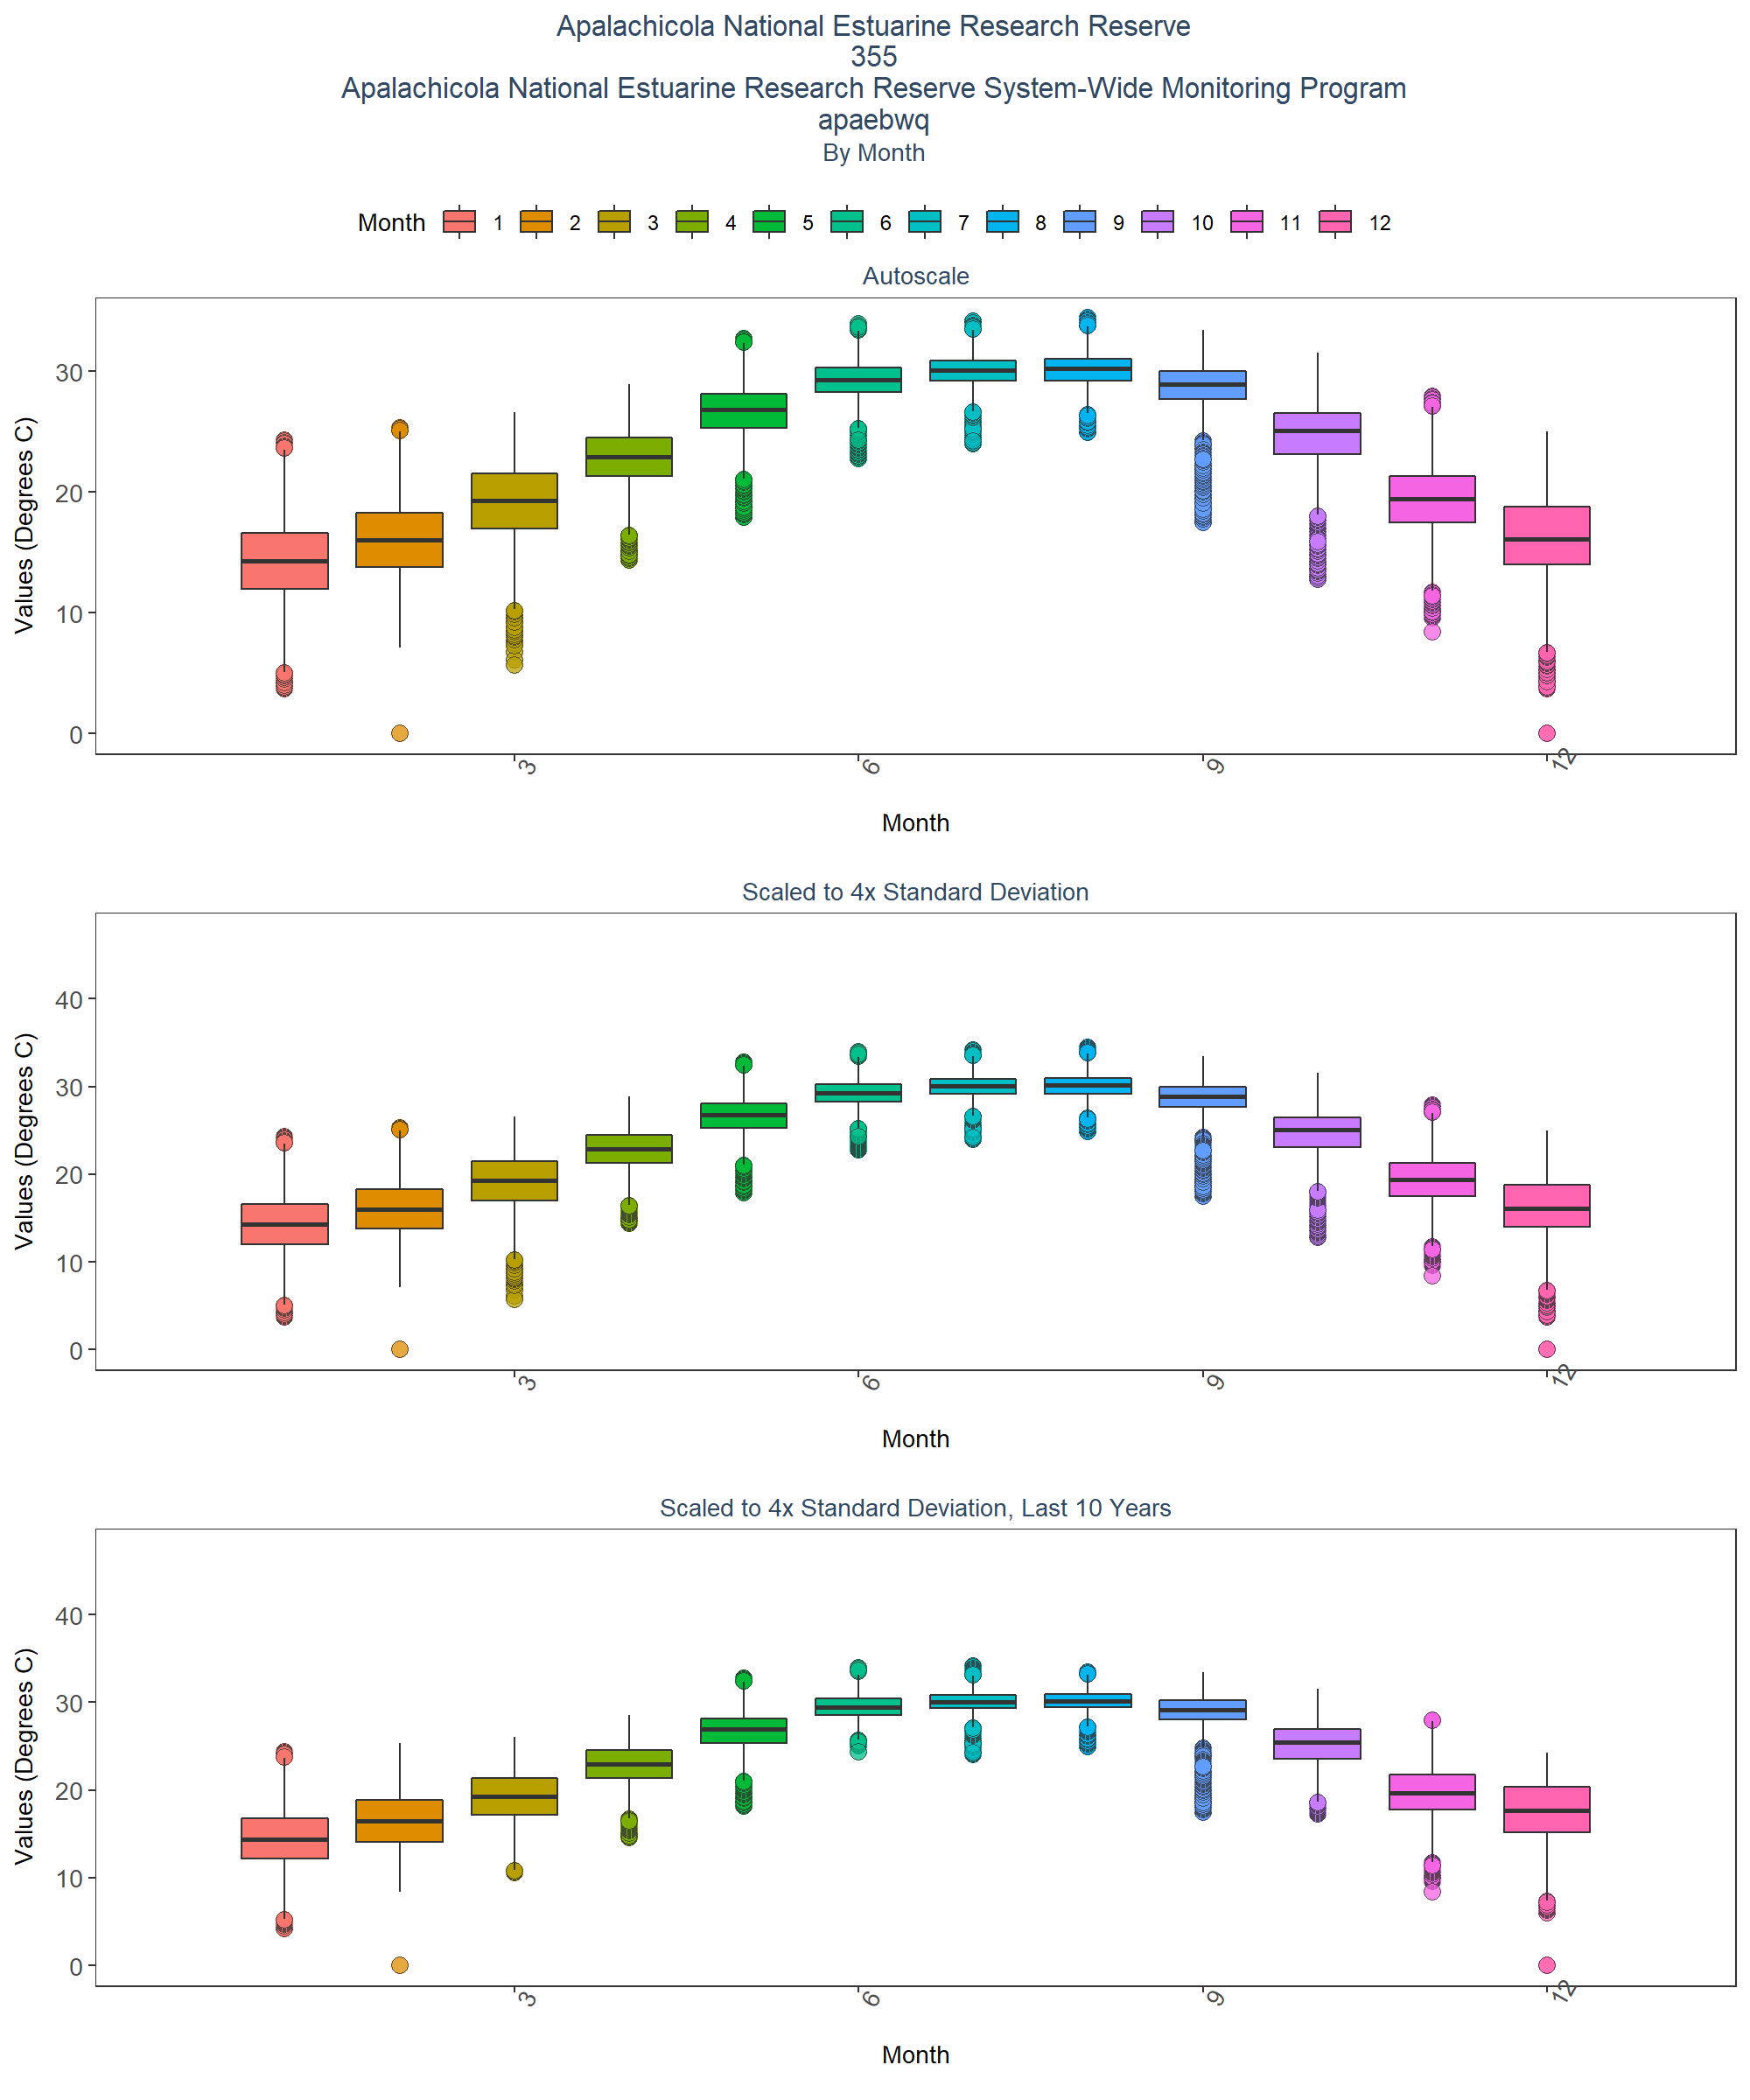 Apalachicola National Estuarine Research Reserve
355
Apalachicola National Estuarine Research Reserve System-Wide Monitoring Program
apaebwq
By Month
Month 1 2 3 4 5 6 7 8 9 10 11 12
Autoscale
Values (Degrees C)
30
20
10
0
3 6 9 12
Month
Scaled to 4x Standard Deviation
Values (Degrees C)
40
30
20
10
0
3 6 9 12
Month
Scaled to 4x Standard Deviation, Last 10 Years
Values (Degrees C)
40
30
20
10
0
3 6 9 12
Month